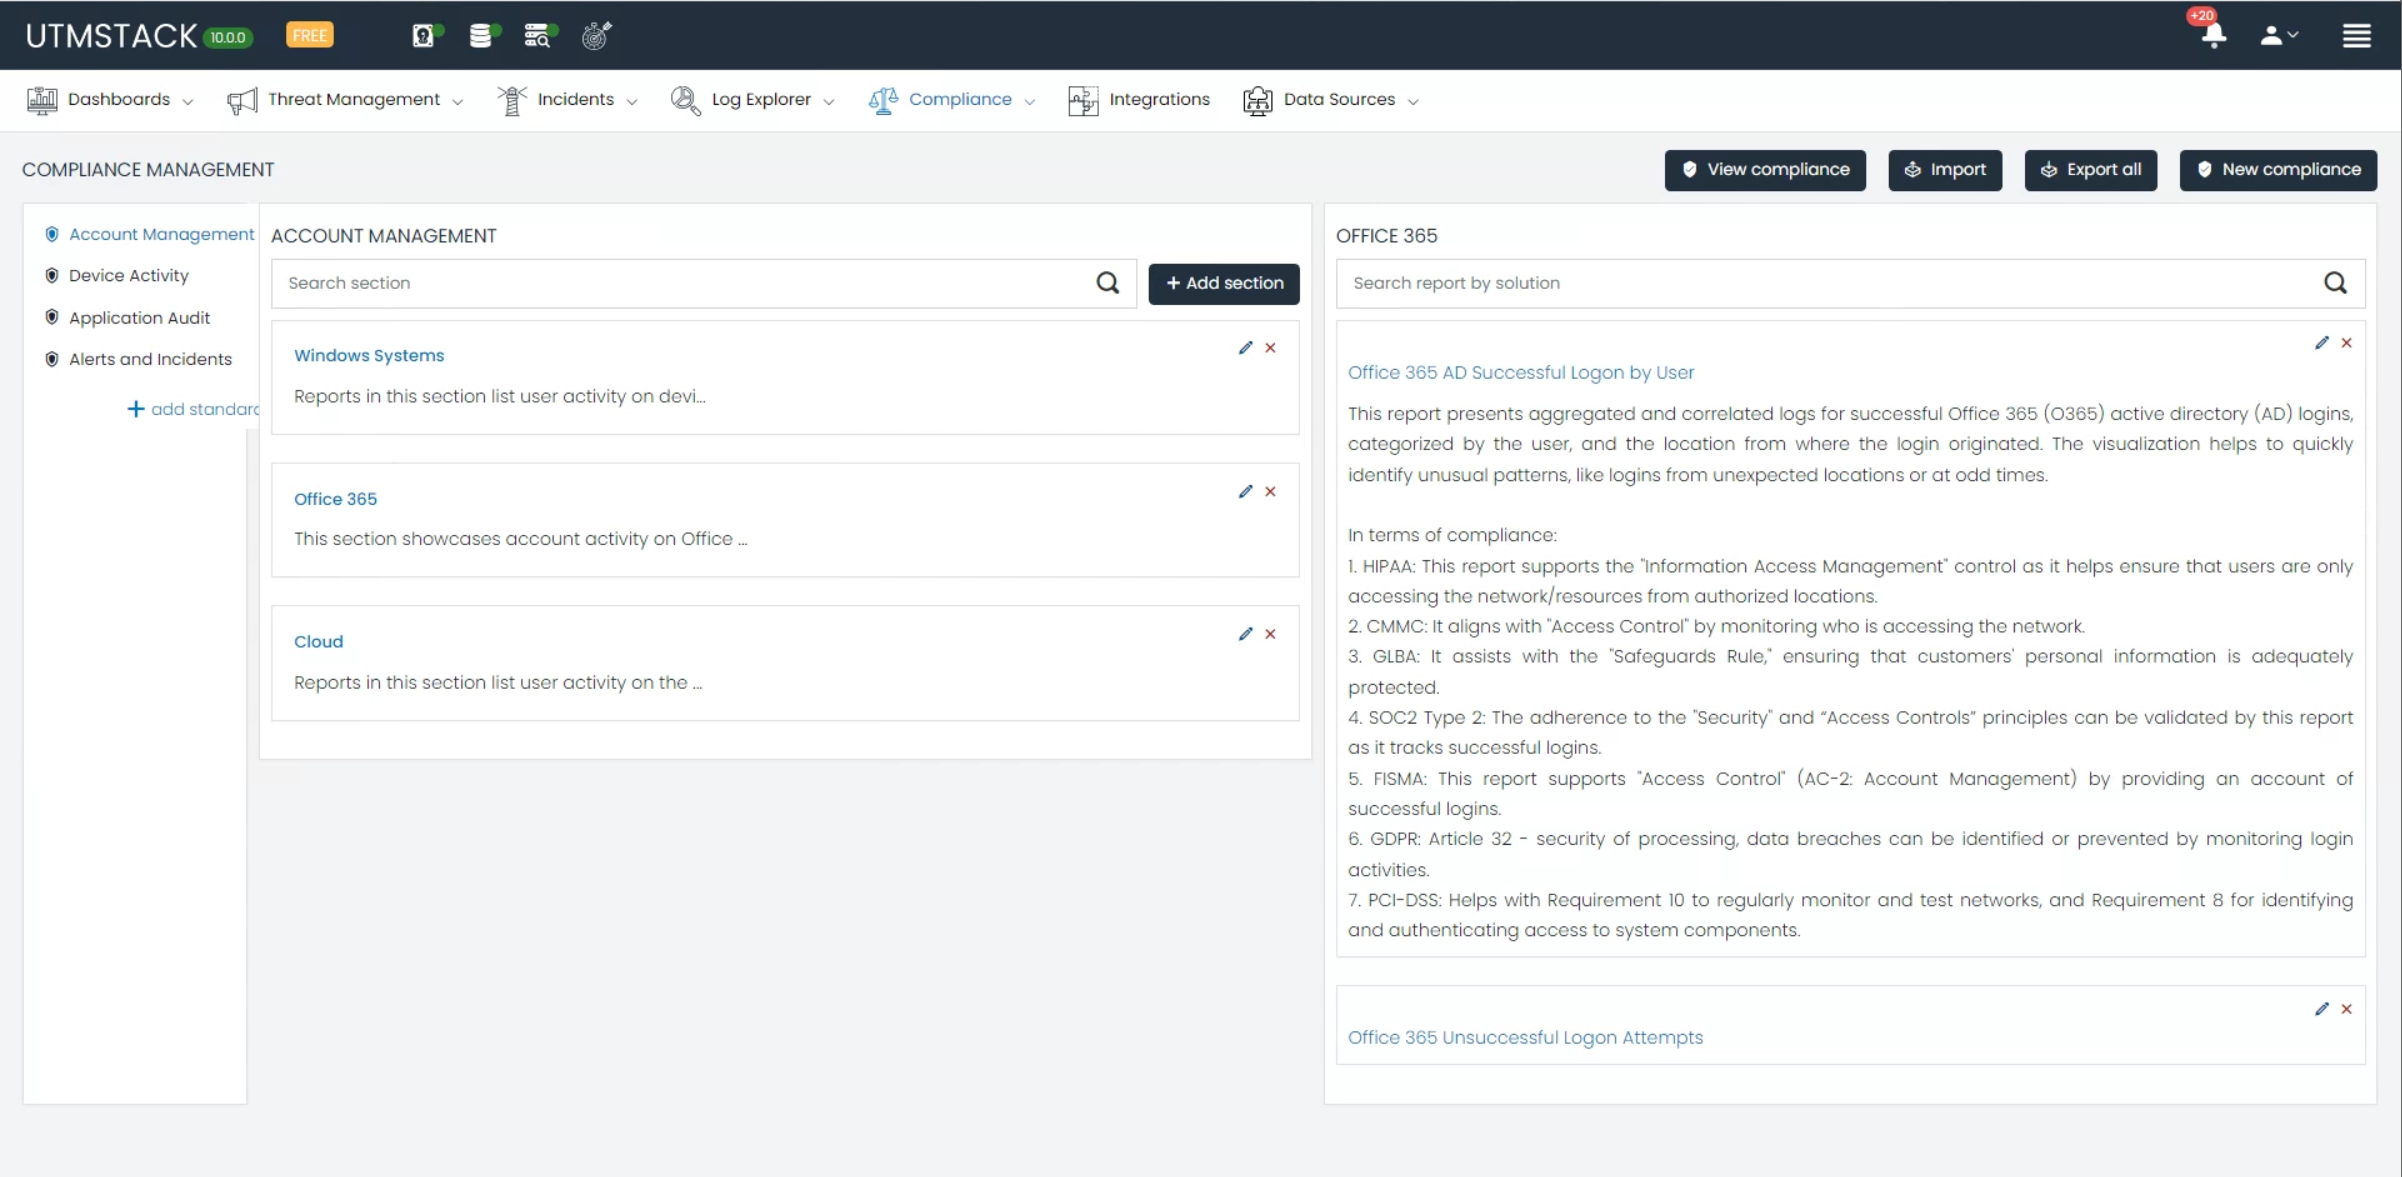 UTMSTACK 10.0.0 FREE
+20
Dashboards Threat Management Incidents Log Explorer Compliance Integrations Data Sources
COMPLIANCE MANAGEMENT
View compliance Import Export all New compliance
Account Management
Device Activity
Application Audit
Alerts and Incidents
+ add standard
ACCOUNT MANAGEMENT
Search section + Add section
Windows Systems
Reports in this section list user activity on devi...
Office 365
This section showcases account activity on Office ...
Cloud
Reports in this section list user activity on the ...
OFFICE 365
Search report by solution
Office 365 AD Successful Logon by User
This report presents aggregated and correlated logs for successful Office 365 (O365) active directory (AD) logins,
categorized by the user, and the location from where the login originated. The visualization helps to quickly
identify unusual patterns, like logins from unexpected locations or at odd times.
In terms of compliance:
1. HIPAA: This report supports the "Information Access Management" control as it helps ensure that users are only
accessing the network/resources from authorized locations.
2. CMMC: It aligns with "Access Control" by monitoring who is accessing the network.
3. GLBA: It assists with the "Safeguards Rule," ensuring that customers' personal information is adequately
protected.
4. SOC2 Type 2: The adherence to the "Security" and “Access Controls” principles can be validated by this report
as it tracks successful logins.
5. FISMA: This report supports "Access Control" (AC-2: Account Management) by providing an account of
successful logins.
6. GDPR: Article 32 - security of processing, data breaches can be identified or prevented by monitoring login
activities.
7. PCI-DSS: Helps with Requirement 10 to regularly monitor and test networks, and Requirement 8 for identifying
and authenticating access to system components.
Office 365 Unsuccessful Logon Attempts